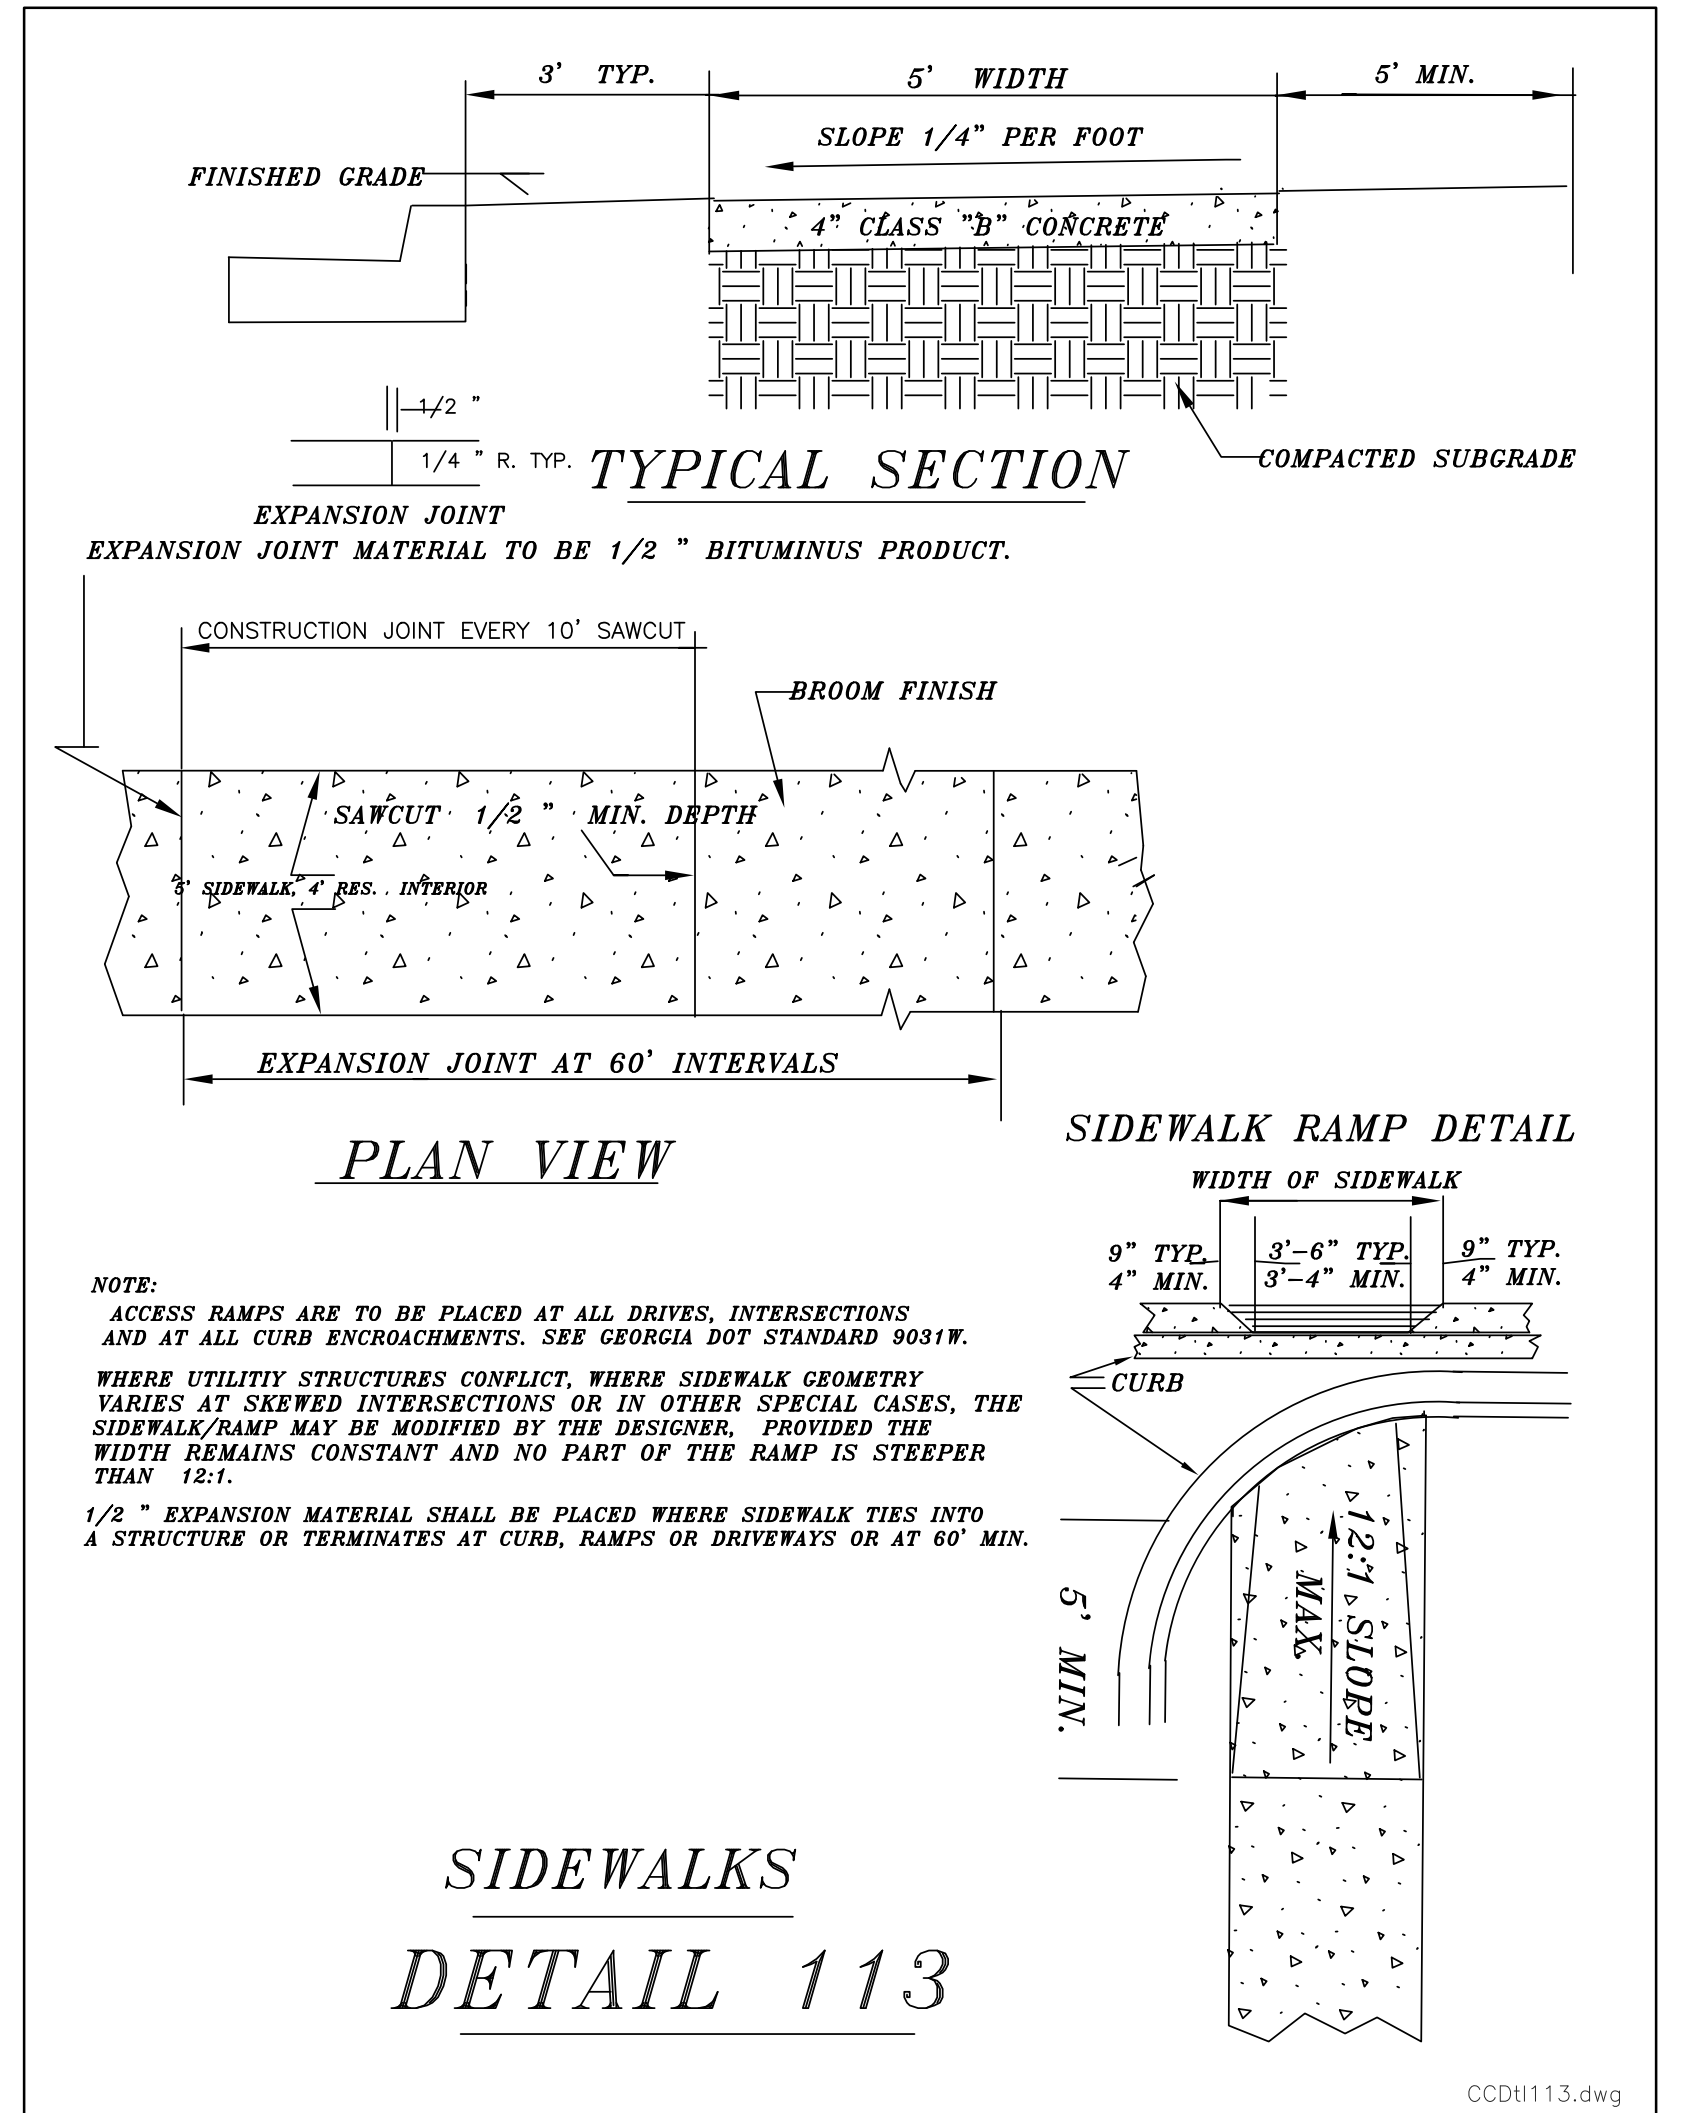 3' TYP.
5' WIDTH
5' MIN.
SLOPE 1/4" PER FOOT
FINISHED GRADE
4" CLASS "B" CONCRETE
1/2 "
1/4 " R. TYP.
TYPICAL SECTION
COMPACTED SUBGRADE
EXPANSION JOINT
EXPANSION JOINT MATERIAL TO BE 1/2 " BITUMINUS PRODUCT.
CONSTRUCTION JOINT EVERY 10' SAWCUT
BROOM FINISH
SAWCUT 1/2 " MIN. DEPTH
5' SIDEWALK, 4' RES. INTERIOR
EXPANSION JOINT AT 60' INTERVALS
PLAN VIEW
SIDEWALK RAMP DETAIL
WIDTH OF SIDEWALK
9" TYP.
4" MIN.
3'-6" TYP.
3'-4" MIN.
9" TYP.
4" MIN.
CURB
NOTE:
ACCESS RAMPS ARE TO BE PLACED AT ALL DRIVES, INTERSECTIONS
AND AT ALL CURB ENCROACHMENTS. SEE GEORGIA DOT STANDARD 9031W.
WHERE UTILITIY STRUCTURES CONFLICT, WHERE SIDEWALK GEOMETRY
VARIES AT SKEWED INTERSECTIONS OR IN OTHER SPECIAL CASES, THE
SIDEWALK/RAMP MAY BE MODIFIED BY THE DESIGNER, PROVIDED THE
WIDTH REMAINS CONSTANT AND NO PART OF THE RAMP IS STEEPER
THAN 12:1.
1/2 " EXPANSION MATERIAL SHALL BE PLACED WHERE SIDEWALK TIES INTO
A STRUCTURE OR TERMINATES AT CURB, RAMPS OR DRIVEWAYS OR AT 60' MIN.
5' MIN.
12:1 SLOPE
MAX.
SIDEWALKS
DETAIL 113
CCDtl113.dwg